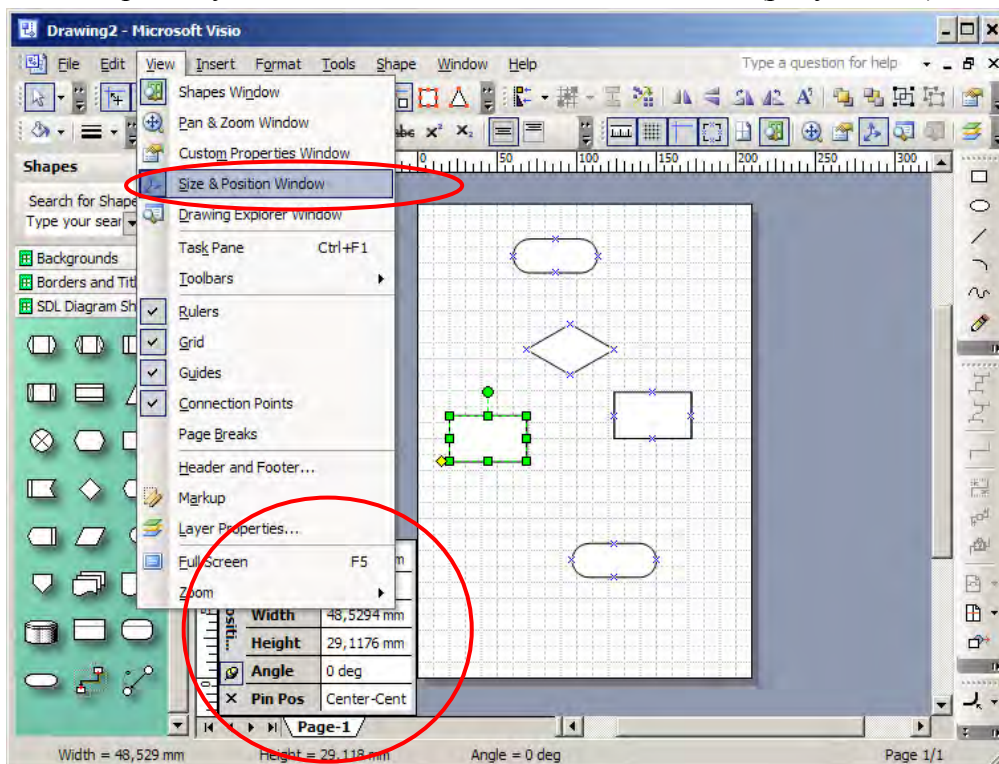 Drawing2 - Microsoft Visio
File Edit View Insert Format Tools Shape Window Help Type a question for help
Shapes Window
Pan & Zoom Window
abc x² x₂
Custom Properties Window
0 50 100 150 200 250 300
Shapes
Size & Position Window
Search for Shape
Type your sear
Drawing Explorer Window
Task Pane Ctrl+F1
Backgrounds
Toolbars
Borders and Titl
SDL Diagram Sh
Rulers
Grid
Guides
Connection Points
Page Breaks
Header and Footer...
Markup
Layer Properties...
Full Screen F5
m
Zoom
Positi...
Width 48,5294 mm
Height 29,1176 mm
Angle 0 deg
Pin Pos Center-Cent
Page-1
Width = 48,529 mm Height = 29,118 mm Angle = 0 deg Page 1/1